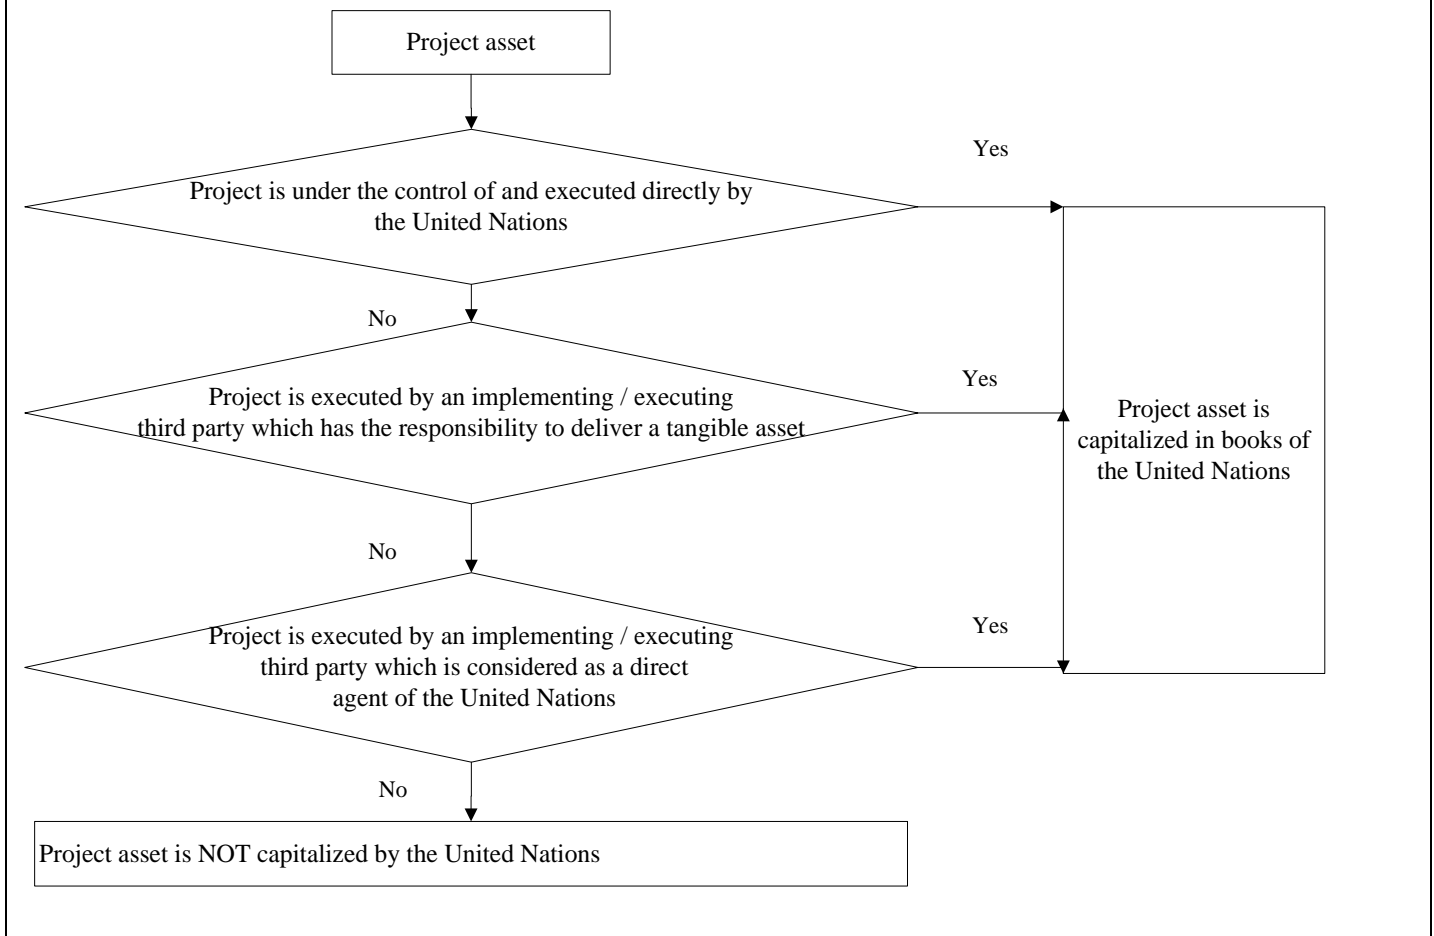 Project asset
Yes
Project is under the control of and executed directly by
the United Nations
No
Yes
Project is executed by an implementing / executing
third party which has the responsibility to deliver a tangible asset
Project asset is
capitalized in books of
the United Nations
No
Yes
Project is executed by an implementing / executing
third party which is considered as a direct
agent of the United Nations
No
Project asset is NOT capitalized by the United Nations